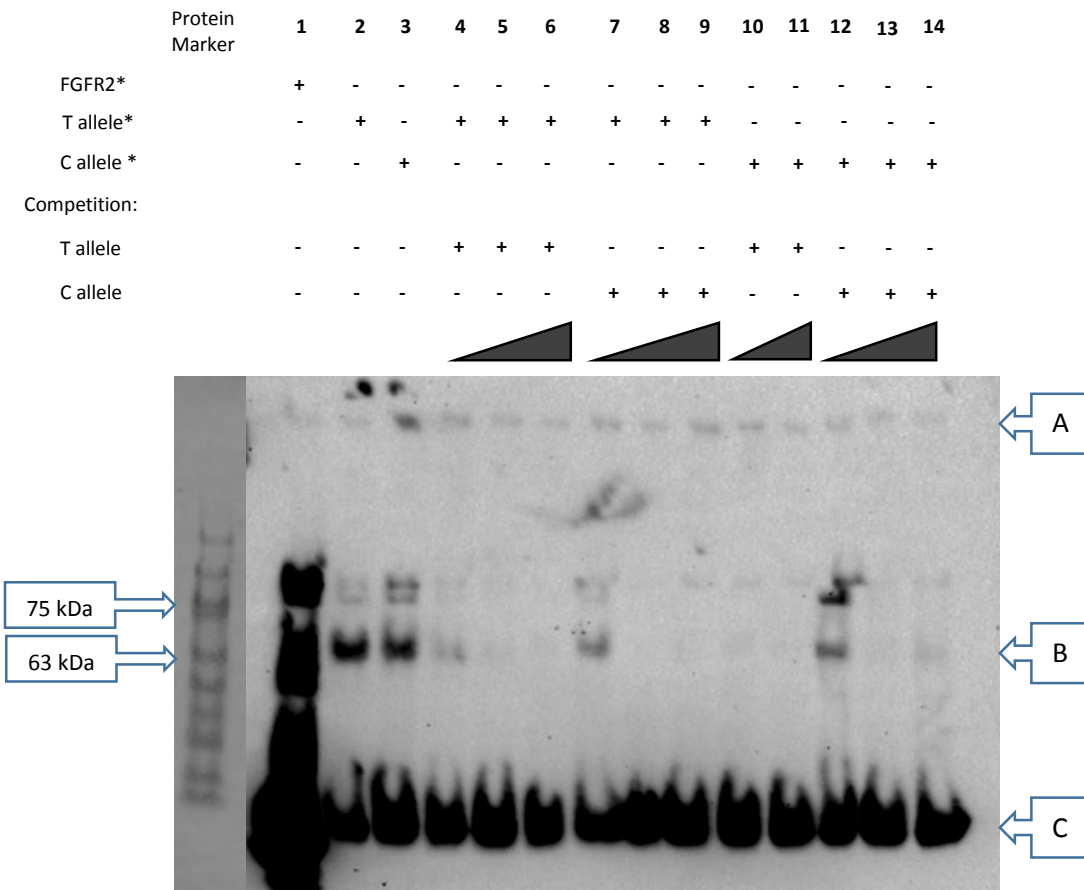 Protein Marker 1 2 3 4 5 6 7 8 9 10 11 12 13 14
FGFR2* + - - - - - - - - - - - - -
T allele* - + - + + + + + + - - - - -
C allele * - - + - - - - - - + + + + +
Competition:
T allele - - - + + + - - - + + - - -
C allele - - - - - - + + + - - + + +
A
75 kDa
63 kDa
B
C